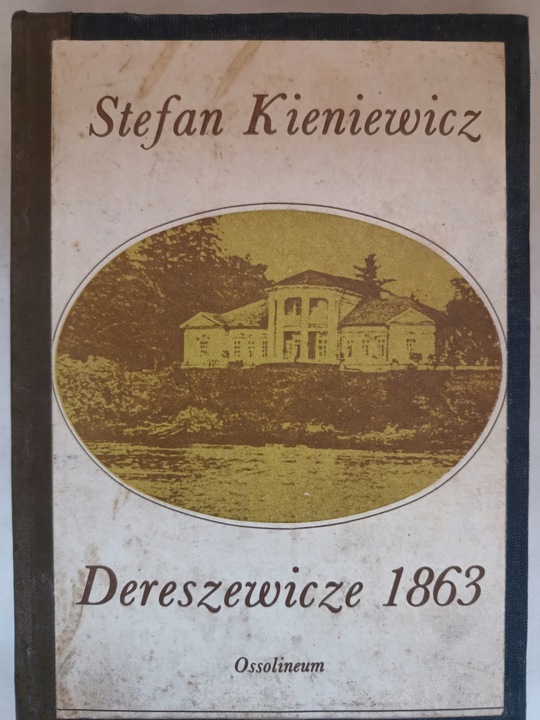 Stefan Kieniewicz
Dereszewicze 1863
Ossolineum